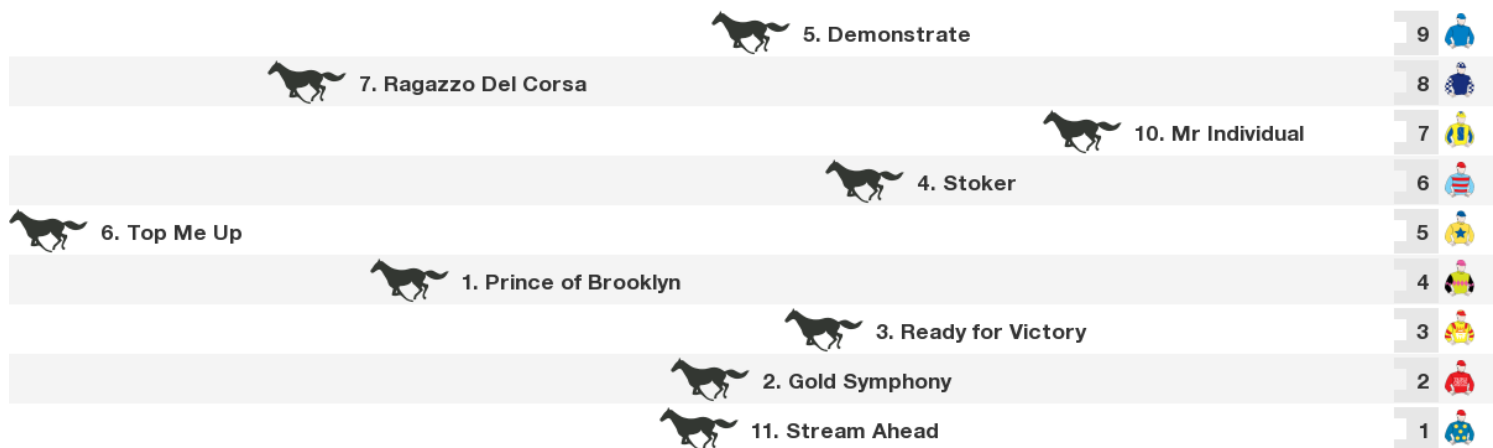 5. Demonstrate 9
7. Ragazzo Del Corsa 8
10. Mr Individual 7
4. Stoker 6
6. Top Me Up 5
1. Prince of Brooklyn 4
3. Ready for Victory 3
2. Gold Symphony 2
11. Stream Ahead 1